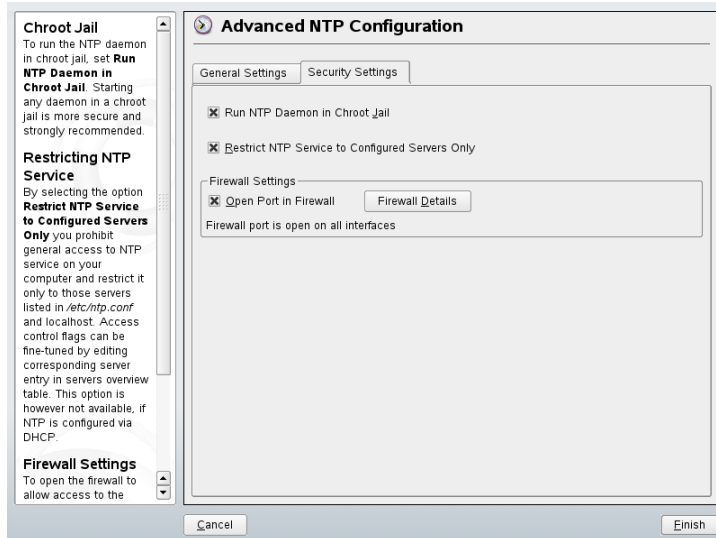 Chroot Jail
To run the NTP daemon
in chroot jail, set Run
NTP Daemon in
Chroot Jail. Starting
any daemon in a chroot
jail is more secure and
strongly recommended.
Restricting NTP
Service
By selecting the option
Restrict NTP Service
to Configured Servers
Only you prohibit
general access to NTP
service on your
computer and restrict it
only to those servers
listed in /etc/ntp.conf
and localhost. Access
control flags can be
fine-tuned by editing
corresponding server
entry in servers overview
table. This option is
however not available, if
NTP is configured via
DHCP.
Firewall Settings
To open the firewall to
allow access to the
Advanced NTP Configuration
General Settings
Security Settings
Run NTP Daemon in Chroot Jail
Restrict NTP Service to Configured Servers Only
Firewall Settings
Open Port in Firewall
Firewall Details
Firewall port is open on all interfaces
Cancel
Finish